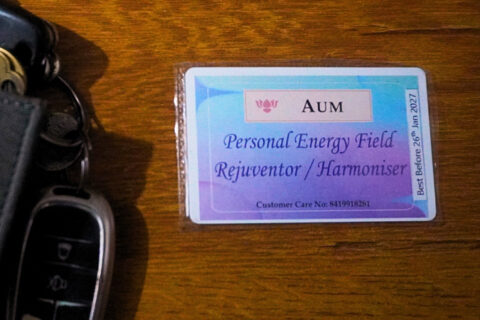 AUM
Personal Energy Field
Rejuventor / Harmoniser
Customer Care No: 8419918261
Best Before 26th Jan 2027